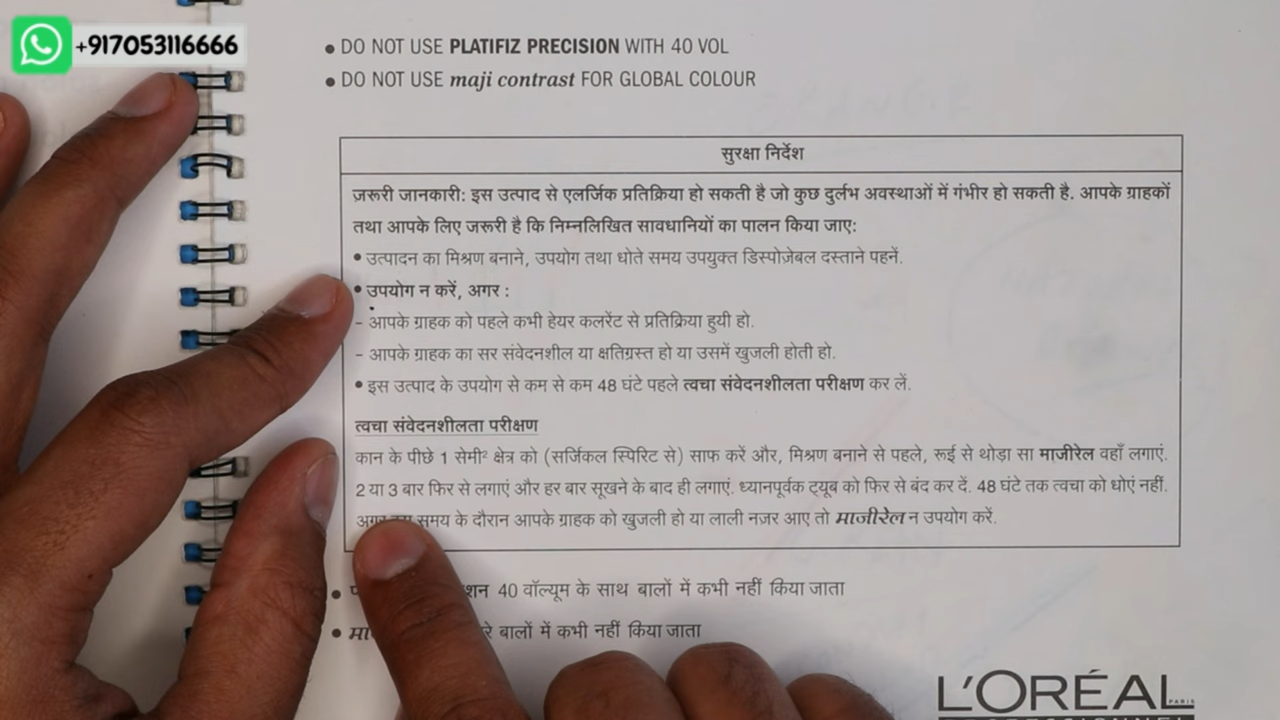 +917053116666
• DO NOT USE PLATIFIZ PRECISION WITH 40 VOL
• DO NOT USE maji contrast FOR GLOBAL COLOUR
सुरक्षा निर्देश
ज़रूरी जानकारी: इस उत्पाद से एलर्जिक प्रतिक्रिया हो सकती है जो कुछ दुर्लभ अवस्थाओं में गंभीर हो सकती है. आपके ग्राहकों
तथा आपके लिए जरूरी है कि निम्नलिखित सावधानियों का पालन किया जाए:
• उत्पादन का मिश्रण बनाने, उपयोग तथा धोते समय उपयुक्त डिस्पोज़ेबल दस्ताने पहनें.
• उपयोग न करें, अगर :
- आपके ग्राहक को पहले कभी हेयर कलरेंट से प्रतिक्रिया हुयी हो.
- आपके ग्राहक का सर संवेदनशील या क्षतिग्रस्त हो या उसमें खुजली होती हो.
• इस उत्पाद के उपयोग से कम से कम 48 घंटे पहले त्वचा संवेदनशीलता परीक्षण कर लें.
त्वचा संवेदनशीलता परीक्षण
कान के पीछे 1 सेमी² क्षेत्र को (सर्जिकल स्पिरिट से) साफ करें और, मिश्रण बनाने से पहले, रूई से थोड़ा सा माजीरेल वहाँ लगाएं.
2 या 3 बार फिर से लगाएं और हर बार सूखने के बाद ही लगाएं. ध्यानपूर्वक ट्यूब को फिर से बंद कर दें. 48 घंटे तक त्वचा को धोएं नहीं.
समय के दौरान आपके ग्राहक को खुजली हो या लाली नजर आए तो माजीरेल न उपयोग करें.
• 40 वॉल्यूम के साथ बालों में कभी नहीं किया जाता
• बालों में कभी नहीं किया जाता
L'ORÉAL
PARIS